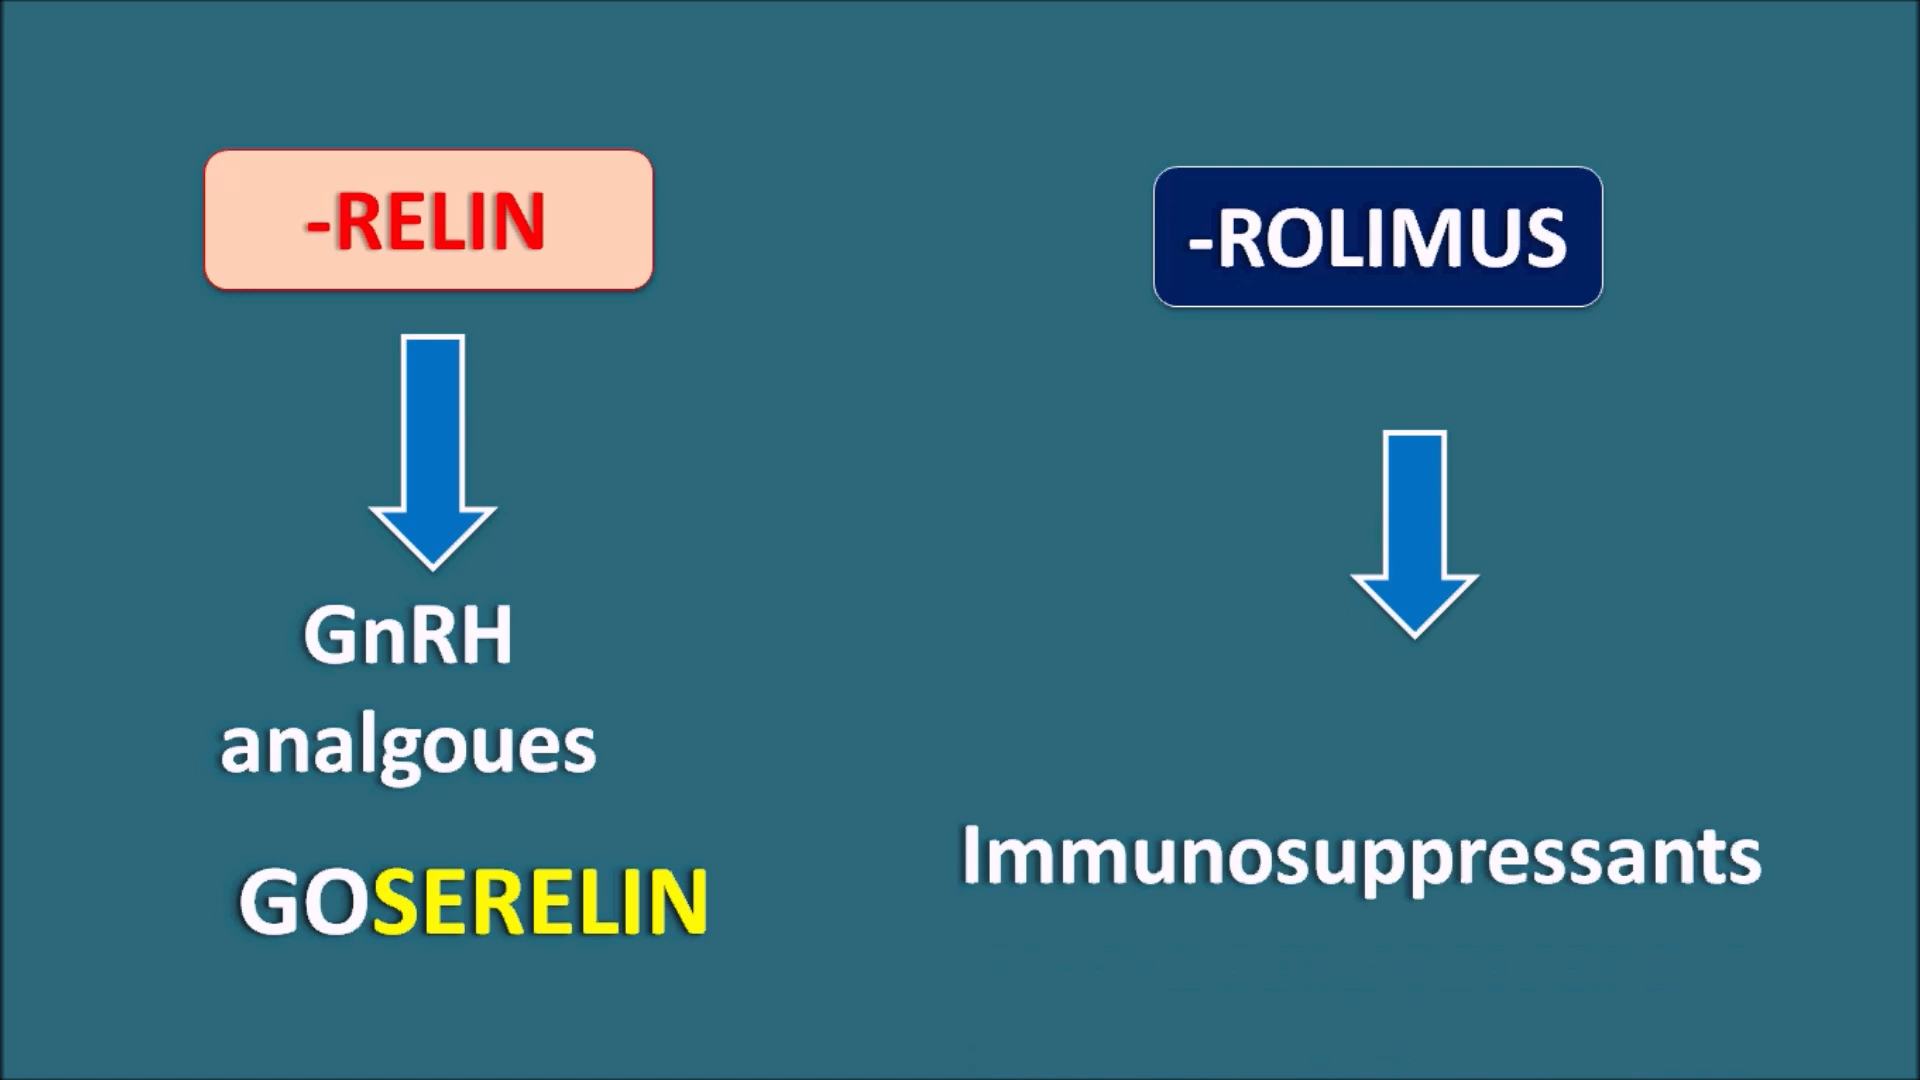 -RELIN
GnRH
analgoues
GOSERELIN
-ROLIMUS
Immunosuppressants